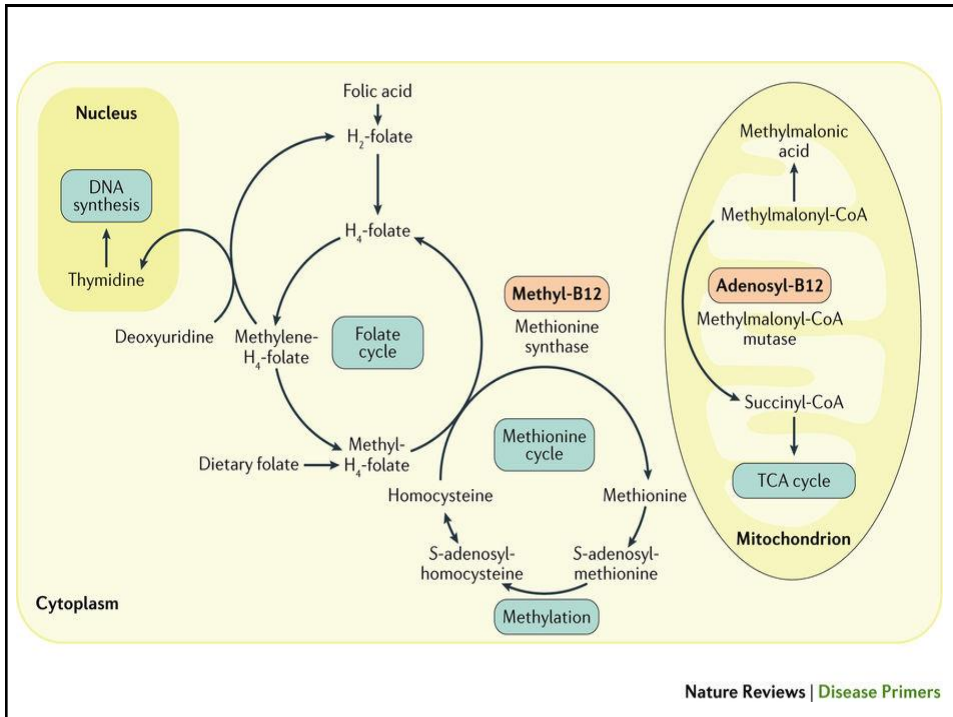 Nucleus
DNA
synthesis
Thymidine
Deoxyuridine
Folic acid
H₂-folate
H₄-folate
Methylene-
H₄-folate
Folate
cycle
Dietary folate
Methyl-
H₄-folate
Methyl-B12
Methionine
synthase
Methionine
cycle
Homocysteine
Methionine
S-adenosyl-
homocysteine
S-adenosyl-
methionine
Methylation
Methylmalonic
acid
Methylmalonyl-CoA
Adenosyl-B12
Methylmalonyl-CoA
mutase
Succinyl-CoA
TCA cycle
Mitochondrion
Cytoplasm
Nature Reviews | Disease Primers